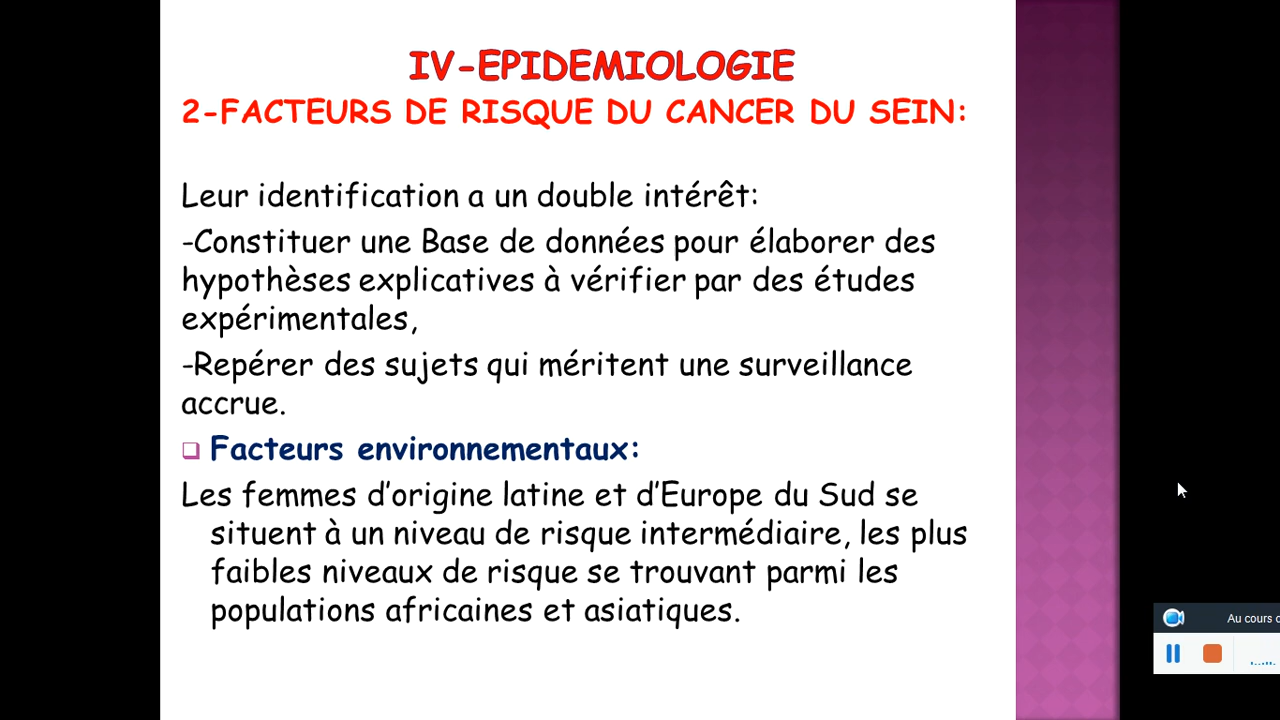 IV-EPIDEMIOLOGIE
2-FACTEURS DE RISQUE DU CANCER DU SEIN:
Leur identification a un double intérêt:
-Constituer une Base de données pour élaborer des
hypothèses explicatives à vérifier par des études
expérimentales,
-Repérer des sujets qui méritent une surveillance
accrue.
Facteurs environnementaux:
Les femmes d’origine latine et d’Europe du Sud se
situent à un niveau de risque intermédiaire, les plus
faibles niveaux de risque se trouvant parmi les
populations africaines et asiatiques.
Au cours